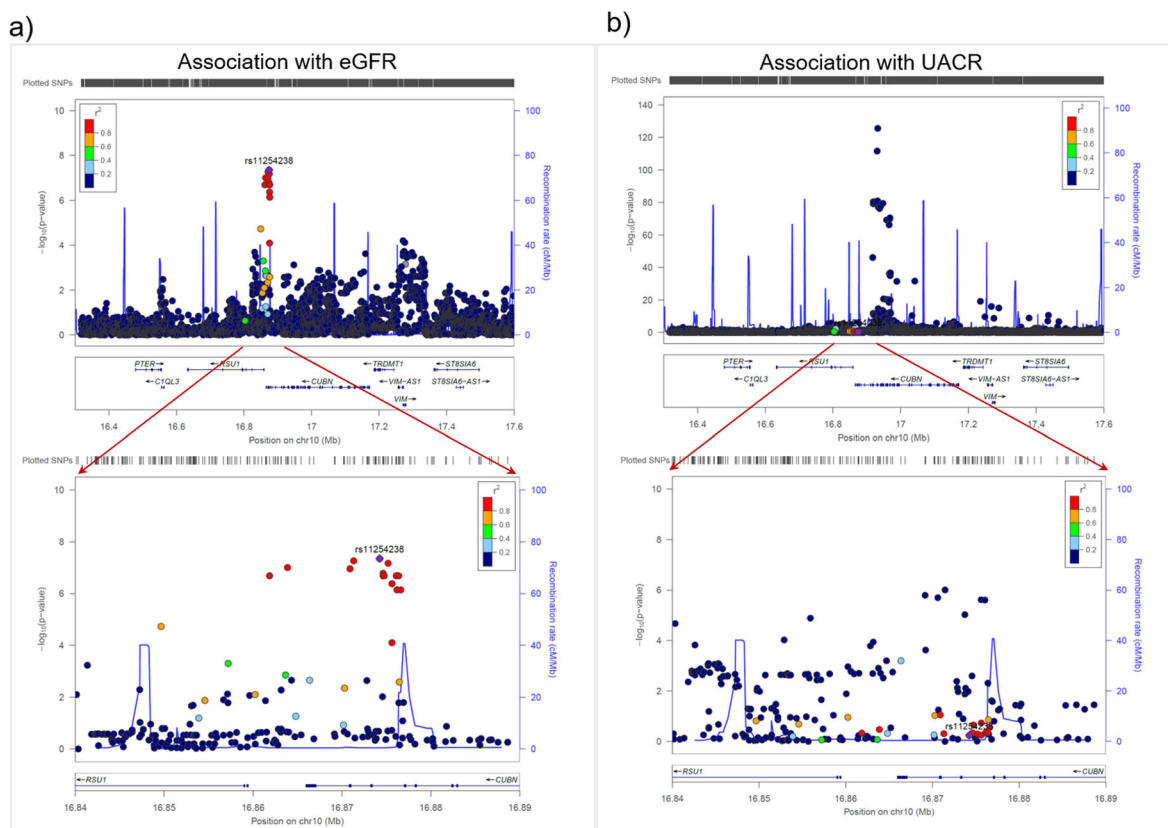 a)
Association with eGFR
Plotted SNPs
10
8
6
4
2
0
−log10(p−value)
r²
0.8
0.6
0.4
0.2
rs11254238
100
80
60
40
20
0
Recombination rate (cM/Mb)
PTER→
←RSU1
←TRDMT1
←ST8SIA6
←C1QL3
←CUBN
←VIM−AS1
ST8SIA6−AS1→
VIM→
16.4
16.6
16.8
17
17.2
17.4
17.6
Position on chr10 (Mb)
Plotted SNPs
10
8
6
4
2
0
−log10(p−value)
rs11254238
r²
0.8
0.6
0.4
0.2
100
80
60
40
20
0
Recombination rate (cM/Mb)
←RSU1
←CUBN
16.84
16.85
16.86
16.87
16.88
16.89
Position on chr10 (Mb)
b)
Association with UACR
Plotted SNPs
140
120
100
80
60
40
20
0
−log10(p−value)
r²
0.8
0.6
0.4
0.2
100
80
60
40
20
0
Recombination rate (cM/Mb)
PTER→
←RSU1
←TRDMT1
←ST8SIA6
←C1QL3
←CUBN
←VIM−AS1
ST8SIA6−AS1→
VIM→
16.4
16.6
16.8
17
17.2
17.4
17.6
Position on chr10 (Mb)
Plotted SNPs
10
8
6
4
2
0
−log10(p−value)
rs11254238
r²
0.8
0.6
0.4
0.2
100
80
60
40
20
0
Recombination rate (cM/Mb)
←RSU1
←CUBN
16.84
16.85
16.86
16.87
16.88
16.89
Position on chr10 (Mb)